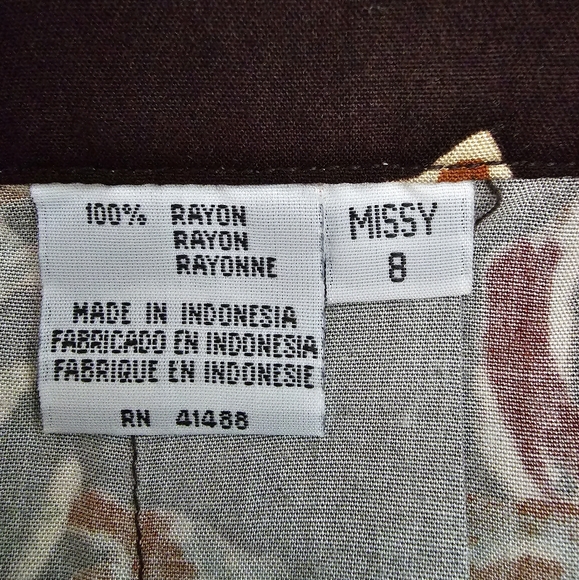 100% RAYON
RAYON
RAYONNE
MADE IN INDONESIA
FABRICADO EN INDONESIA
FABRIQUE EN INDONESIE
RN 41488
MISSY
8